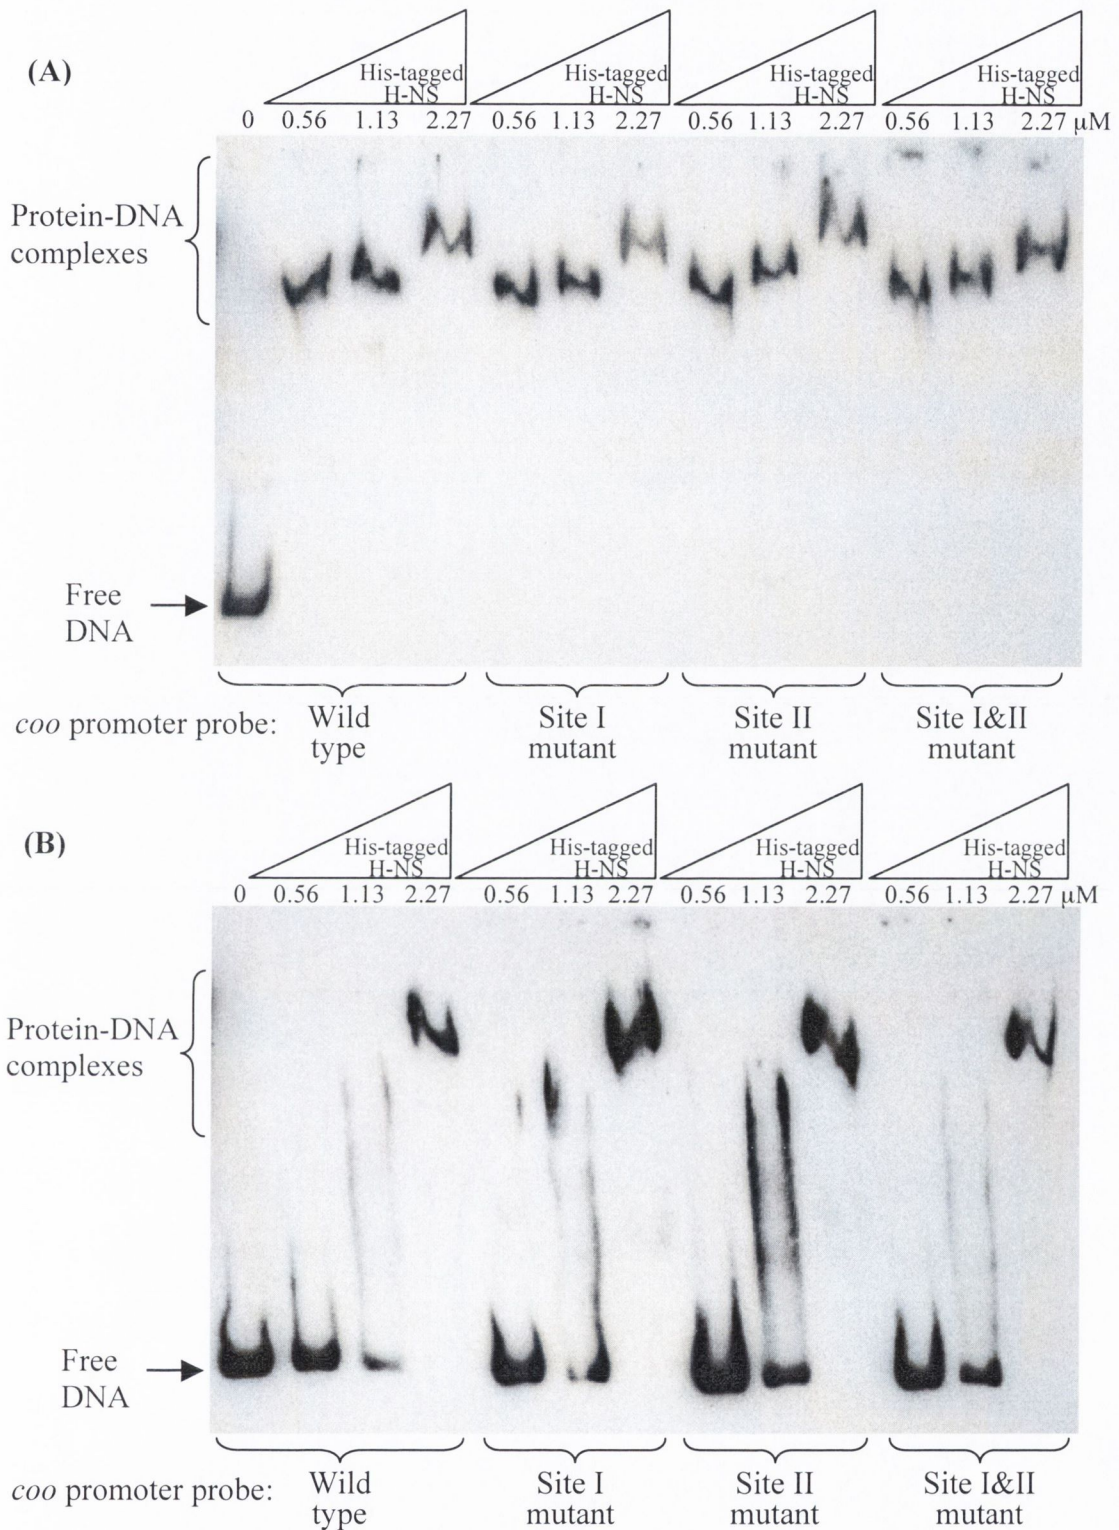 (A)
His-tagged H-NS His-tagged H-NS His-tagged H-NS His-tagged H-NS
0 0.56 1.13 2.27 0.56 1.13 2.27 0.56 1.13 2.27 0.56 1.13 2.27 µM
Protein-DNA
complexes
Free
DNA
coo promoter probe:
Wild
type
Site I
mutant
Site II
mutant
Site I&II
mutant
(B)
His-tagged H-NS His-tagged H-NS His-tagged H-NS His-tagged H-NS
0 0.56 1.13 2.27 0.56 1.13 2.27 0.56 1.13 2.27 0.56 1.13 2.27 µM
Protein-DNA
complexes
Free
DNA
coo promoter probe:
Wild
type
Site I
mutant
Site II
mutant
Site I&II
mutant